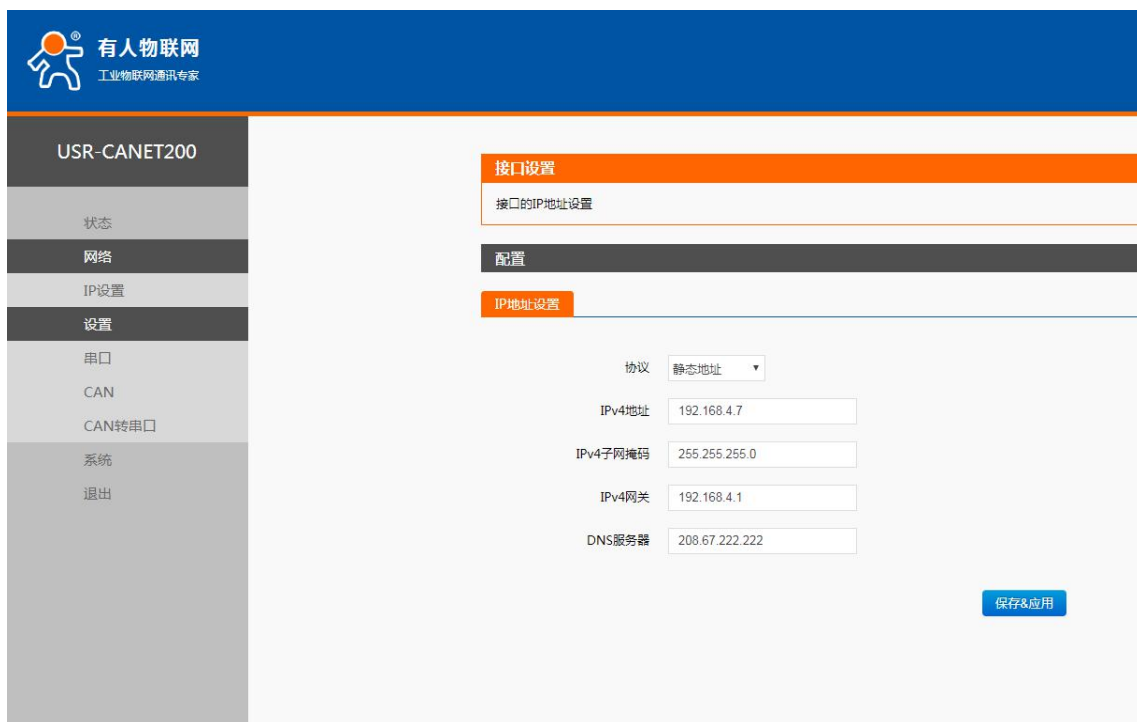 ®
有人物联网
工业物联网通讯专家
USR-CANET200
状态
网络
IP设置
设置
串口
CAN
CAN转串口
系统
退出
接口设置
接口的IP地址设置
配置
IP地址设置
协议 静态地址
IPv4地址 192.168.4.7
IPv4子网掩码 255.255.255.0
IPv4网关 192.168.4.1
DNS服务器 208.67.222.222
保存&应用